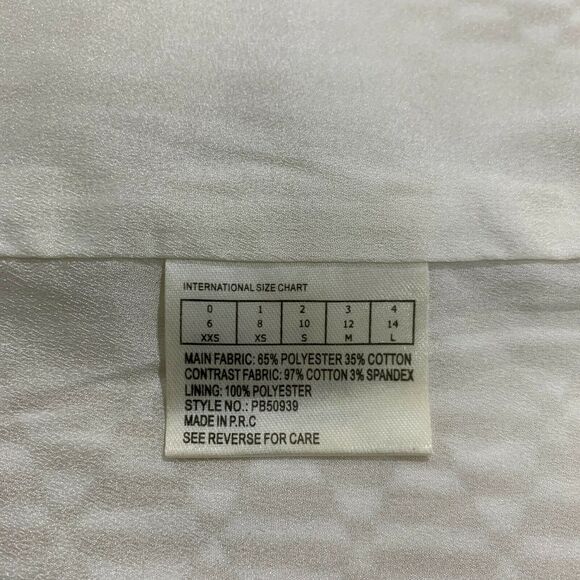 INTERNATIONAL SIZE CHART
0 1 2 3 4
6 8 10 12 14
XXS XS S M L
MAIN FABRIC: 65% POLYESTER 35% COTTON
CONTRAST FABRIC: 97% COTTON 3% SPANDEX
LINING: 100% POLYESTER
STYLE NO.: PB50939
MADE IN P.R.C
SEE REVERSE FOR CARE